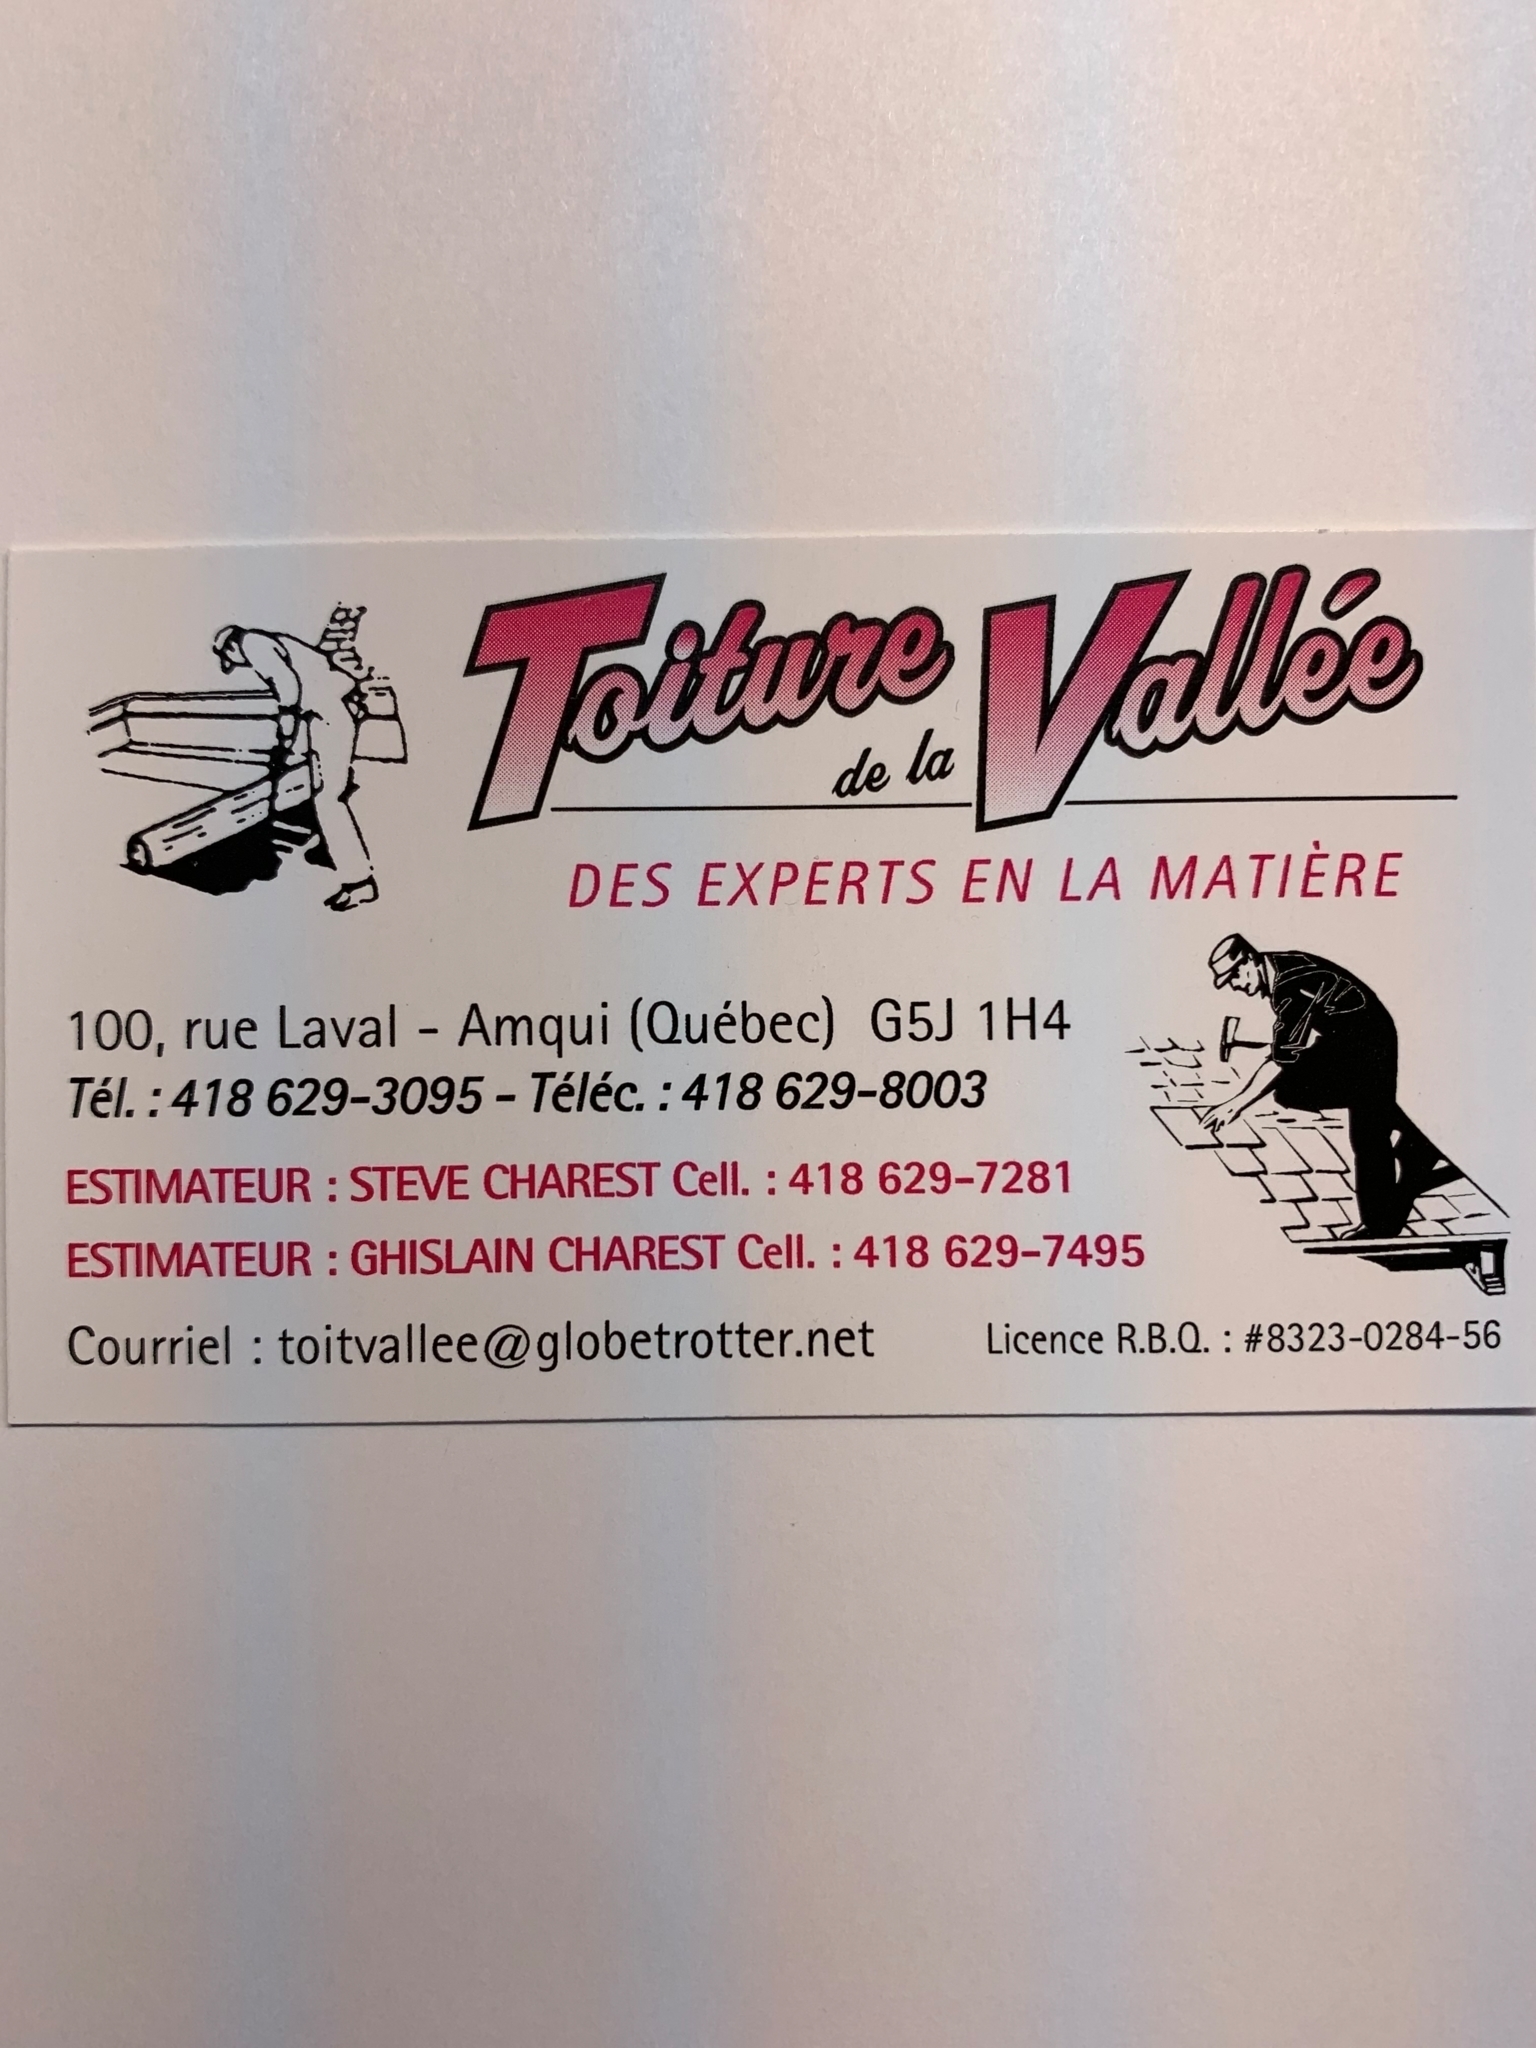 Toiture
de la
Vallée
DES EXPERTS EN LA MATIÈRE
100, rue Laval - Amqui (Québec) G5J 1H4
Tél. : 418 629-3095 - Téléc. : 418 629-8003
ESTIMATEUR : STEVE CHAREST Cell. : 418 629-7281
ESTIMATEUR : GHISLAIN CHAREST Cell. : 418 629-7495
Courriel : toitvallee@globetrotter.net
Licence R.B.Q. : #8323-0284-56